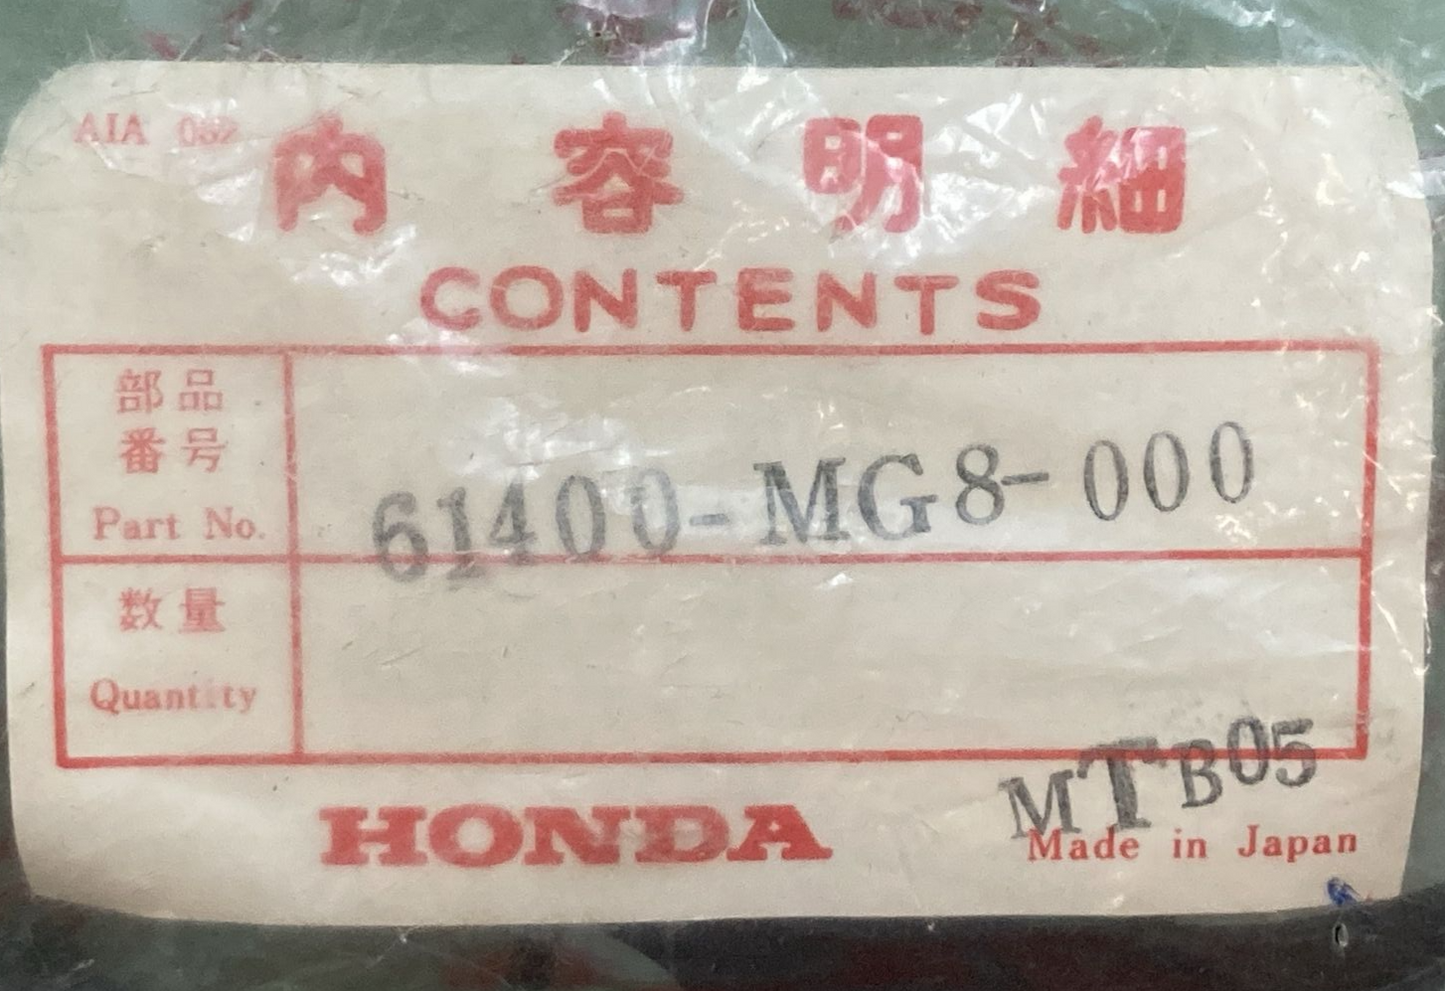 AIA 032
内容明細
CONTENTS
部品
番号
Part No.
61400-MG8-000
数量
Quantity
MTB05
HONDA
Made in Japan